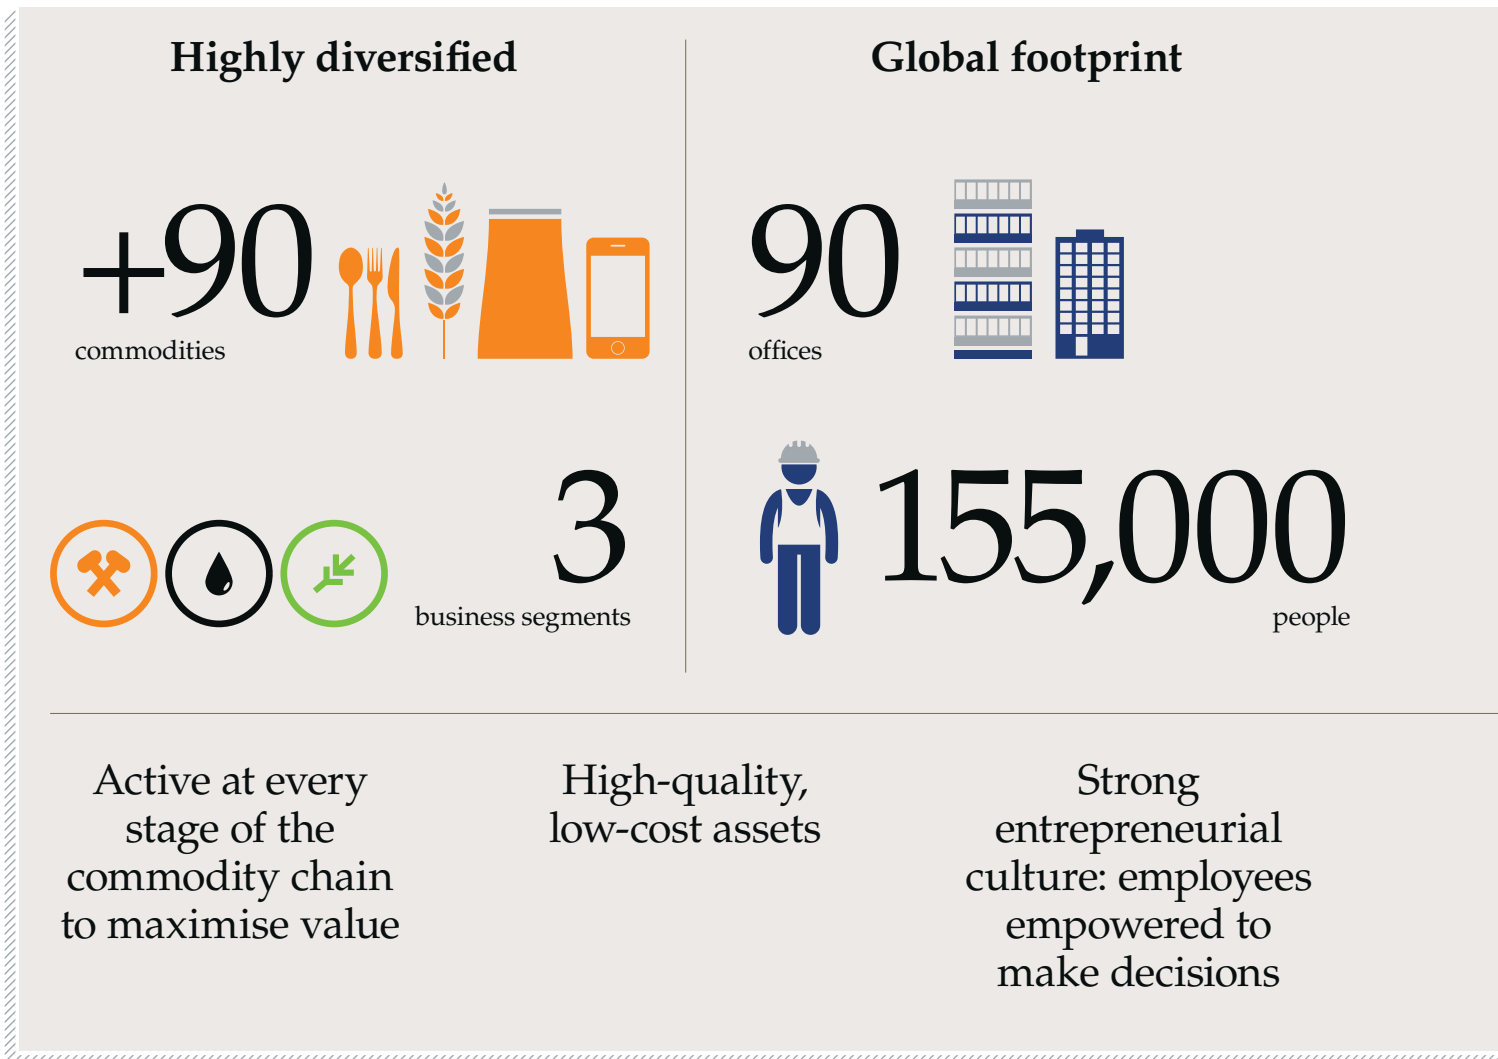 Highly diversified
+90
commodities
3
business segments
Global footprint
90
offices
155,000
people
Active at every
stage of the
commodity chain
to maximise value
High-quality,
low-cost assets
Strong
entrepreneurial
culture: employees
empowered to
make decisions